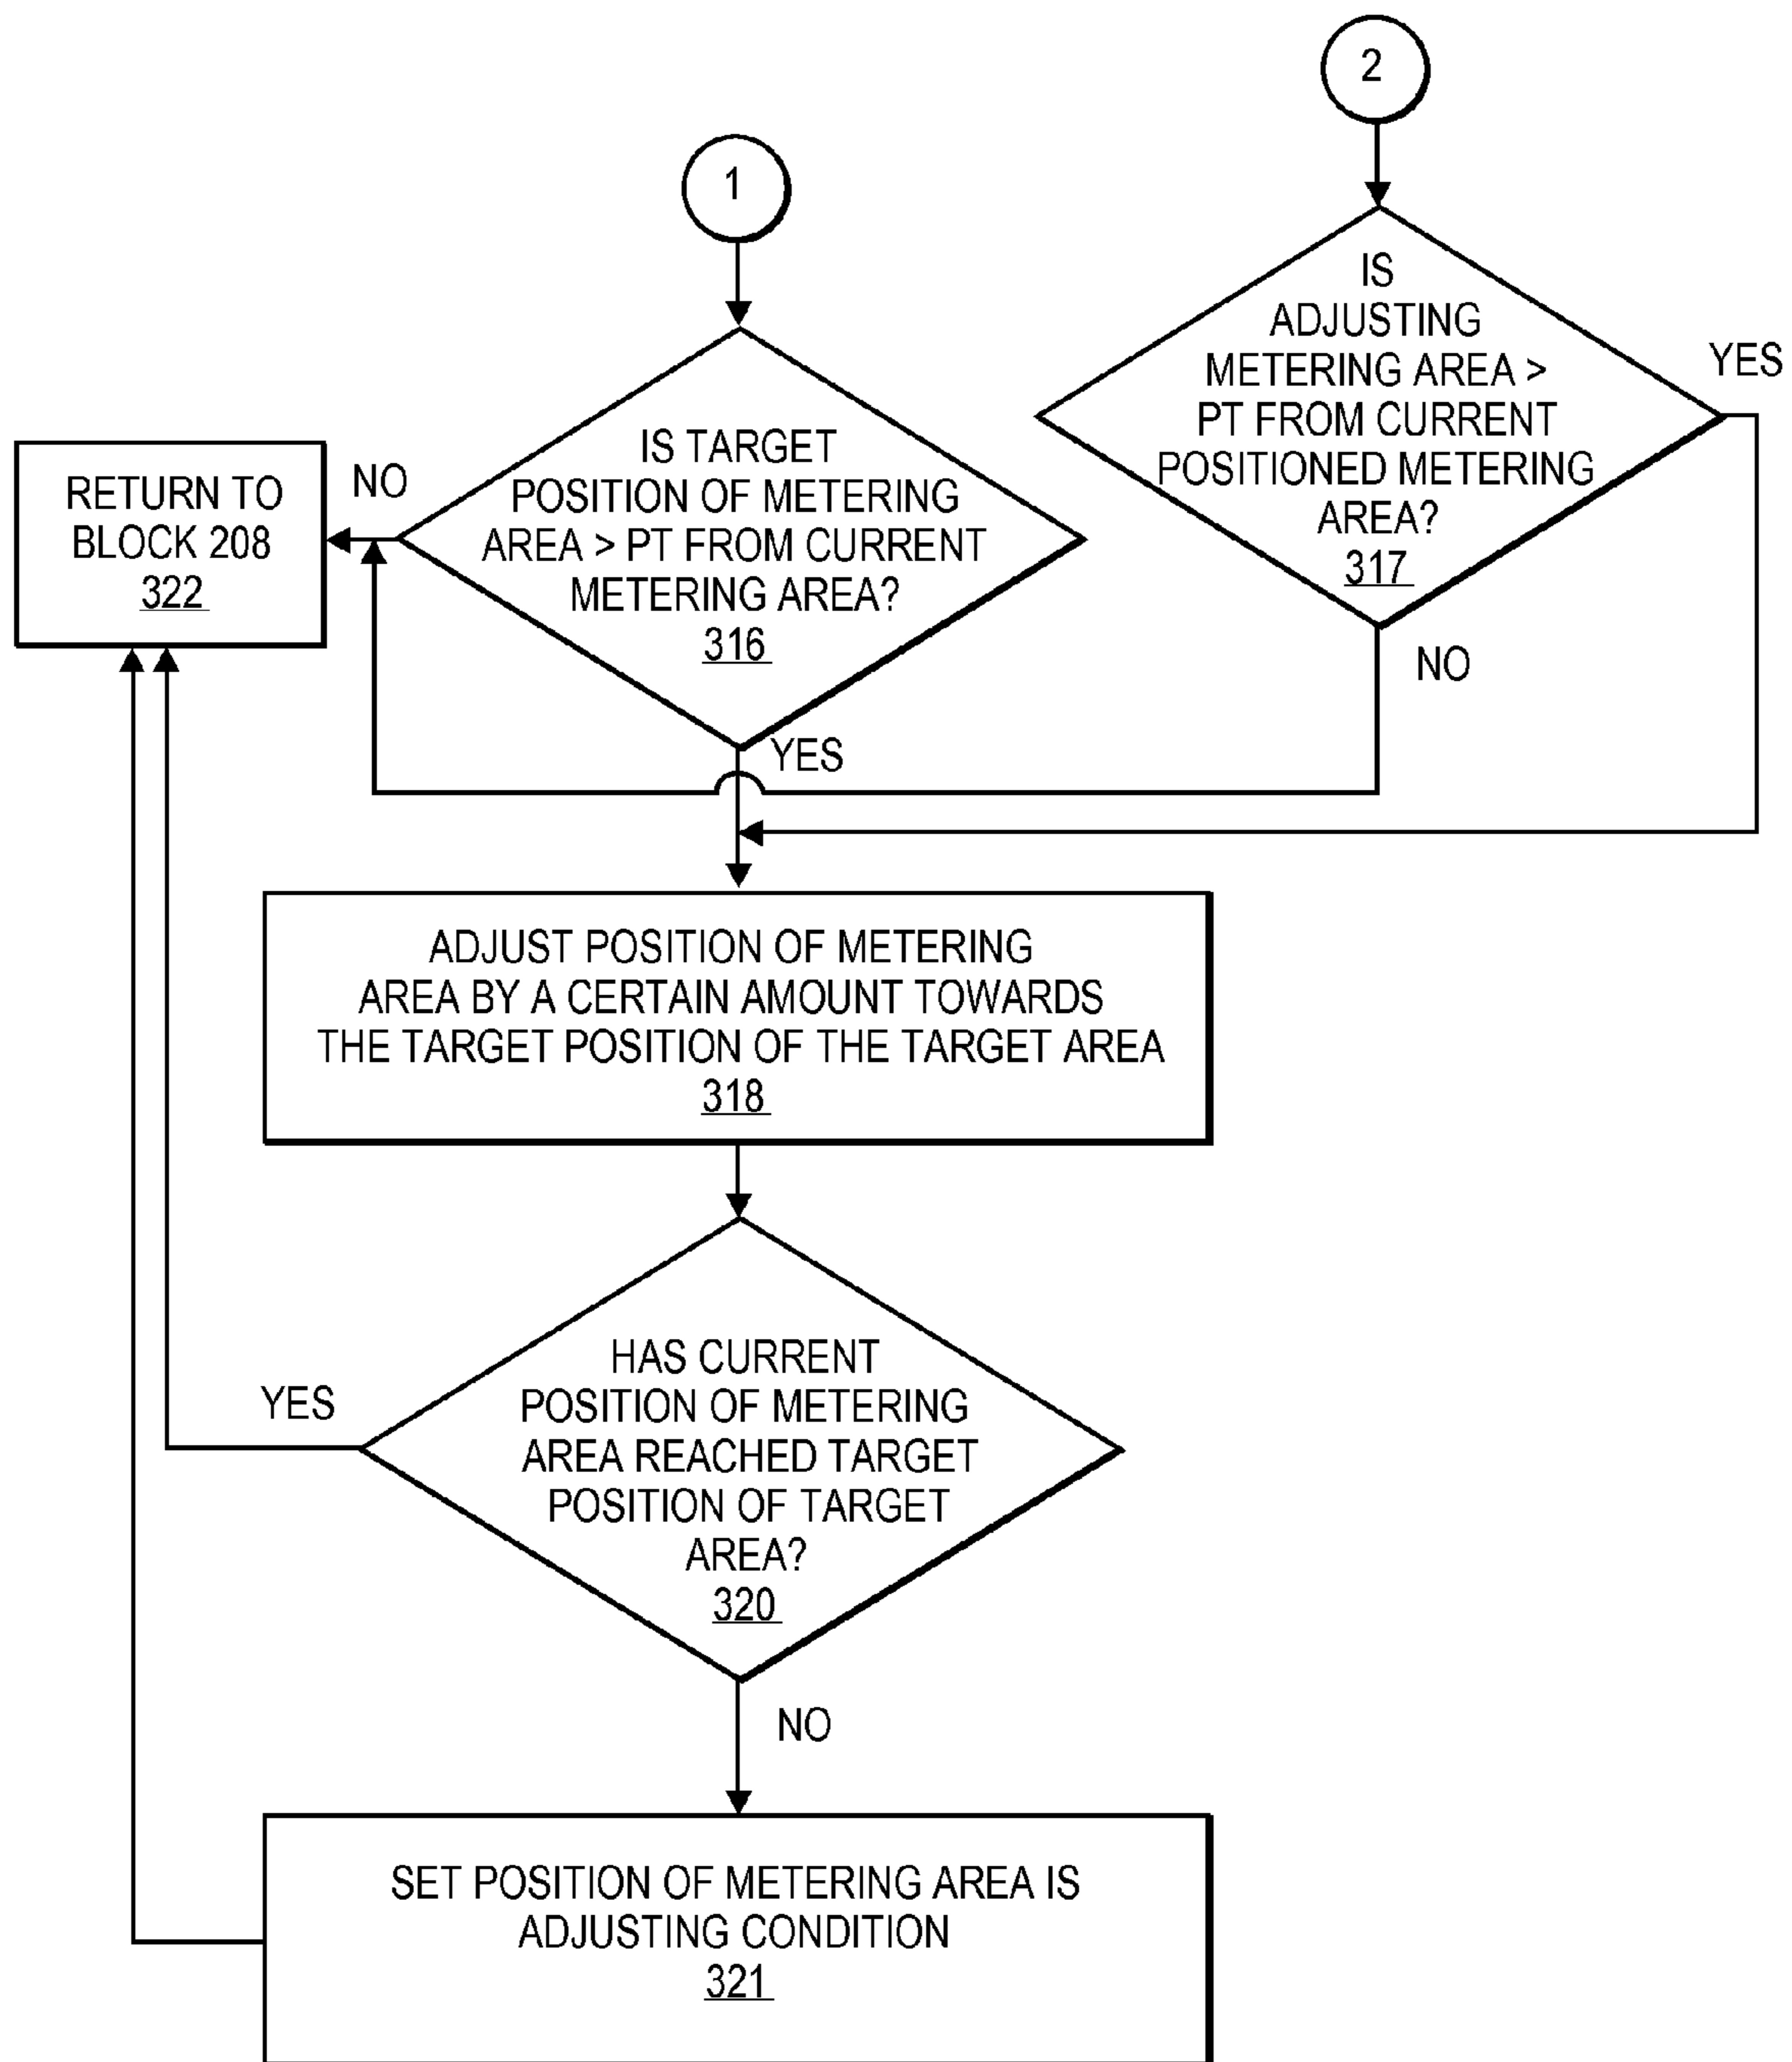 2
1
IS
ADJUSTING
METERING AREA >
PT FROM CURRENT
POSITIONED METERING
AREA?
317
YES
NO
IS TARGET
POSITION OF METERING
AREA > PT FROM CURRENT
METERING AREA?
316
NO
YES
RETURN TO
BLOCK 208
322
ADJUST POSITION OF METERING
AREA BY A CERTAIN AMOUNT TOWARDS
THE TARGET POSITION OF THE TARGET AREA
318
HAS CURRENT
POSITION OF METERING
AREA REACHED TARGET
POSITION OF TARGET
AREA?
320
YES
NO
SET POSITION OF METERING AREA IS
ADJUSTING CONDITION
321